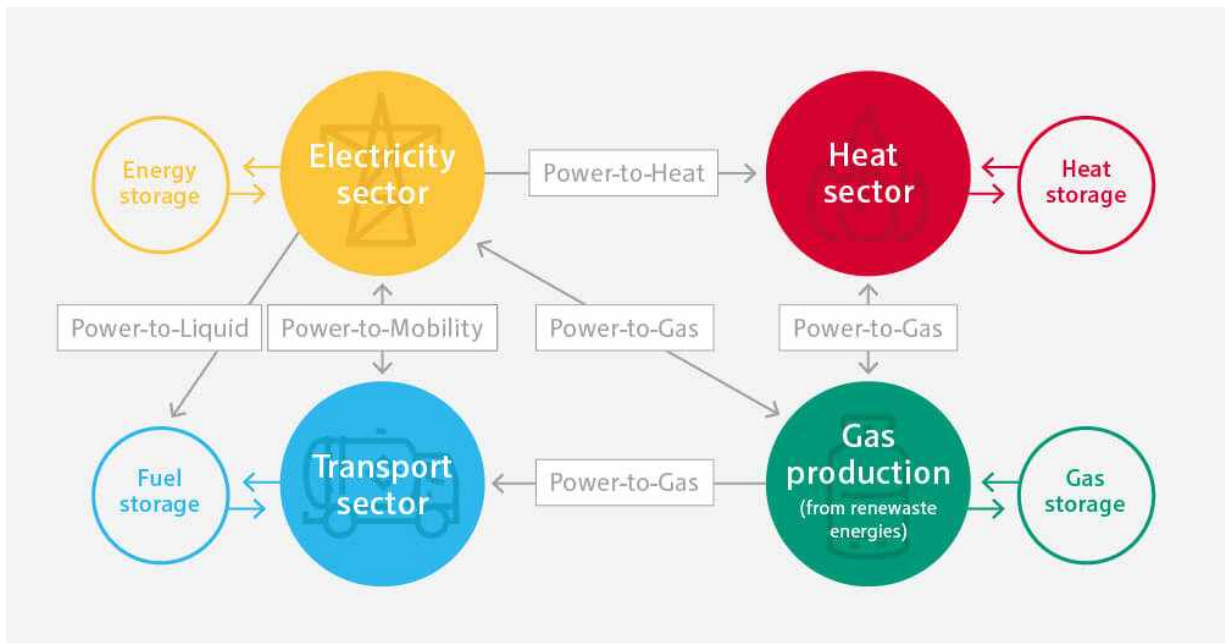 Energy
storage
Electricity
sector
Power-to-Heat
Heat
sector
Heat
storage
Power-to-Liquid
Power-to-Mobility
Power-to-Gas
Power-to-Gas
Fuel
storage
Transport
sector
Power-to-Gas
Gas
production
(from renewaste
energies)
Gas
storage